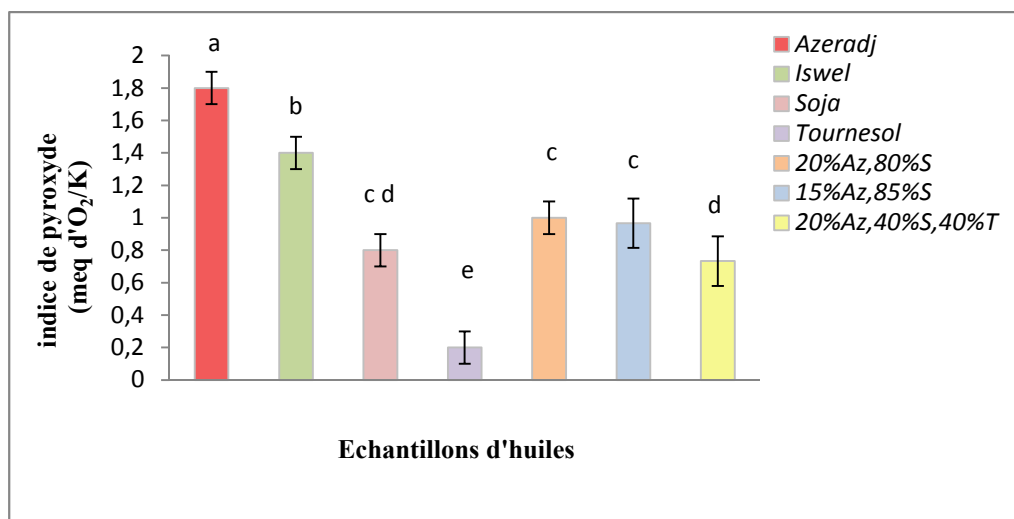 indice de pyroxyde
(meq d'O₂/K)
2
1,8
1,6
1,4
1,2
1
0,8
0,6
0,4
0,2
0
a
b
c d
e
c
c
d
Echantillons d'huiles
Azeradj
Iswel
Soja
Tournesol
20%Az,80%S
15%Az,85%S
20%Az,40%S,40%T